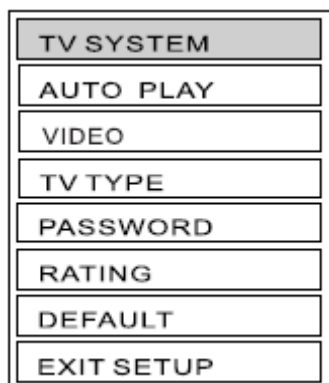 TV SYSTEM
AUTO PLAY
VIDEO
TV TYPE
PASSWORD
RATING
DEFAULT
EXIT SETUP